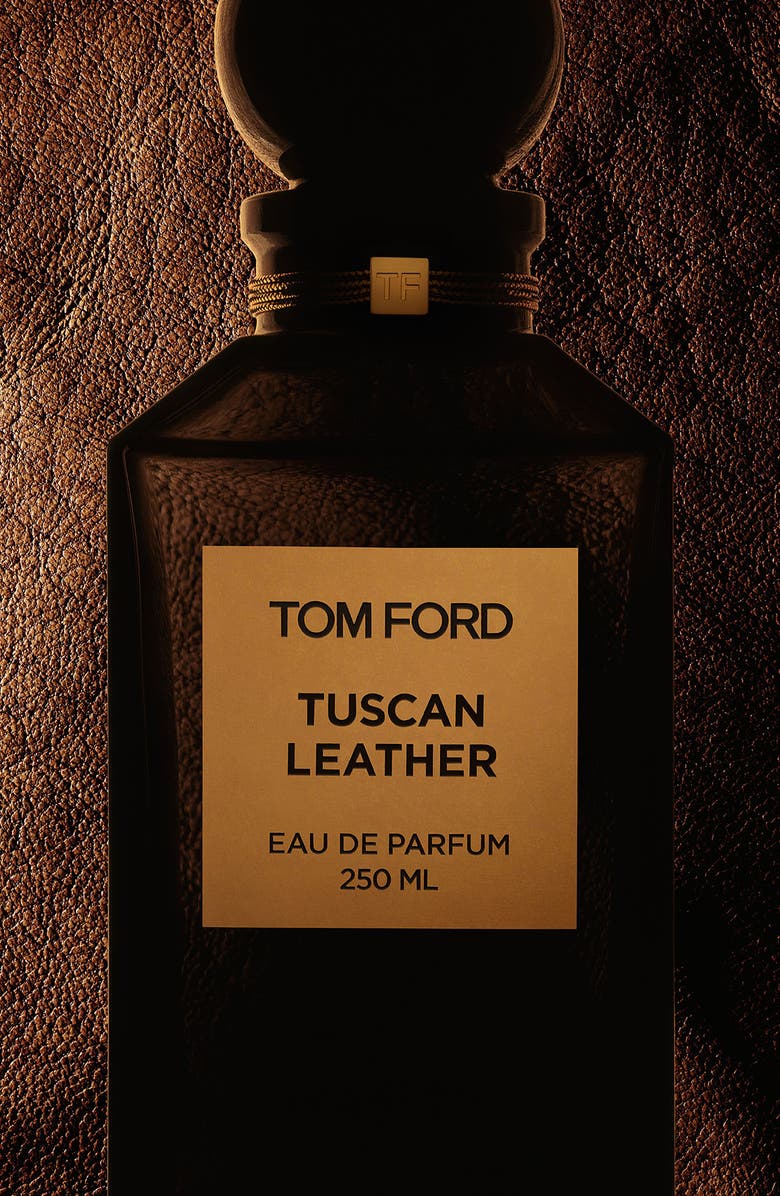 TF
TOM FORD
TUSCAN
LEATHER
EAU DE PARFUM
250 ML